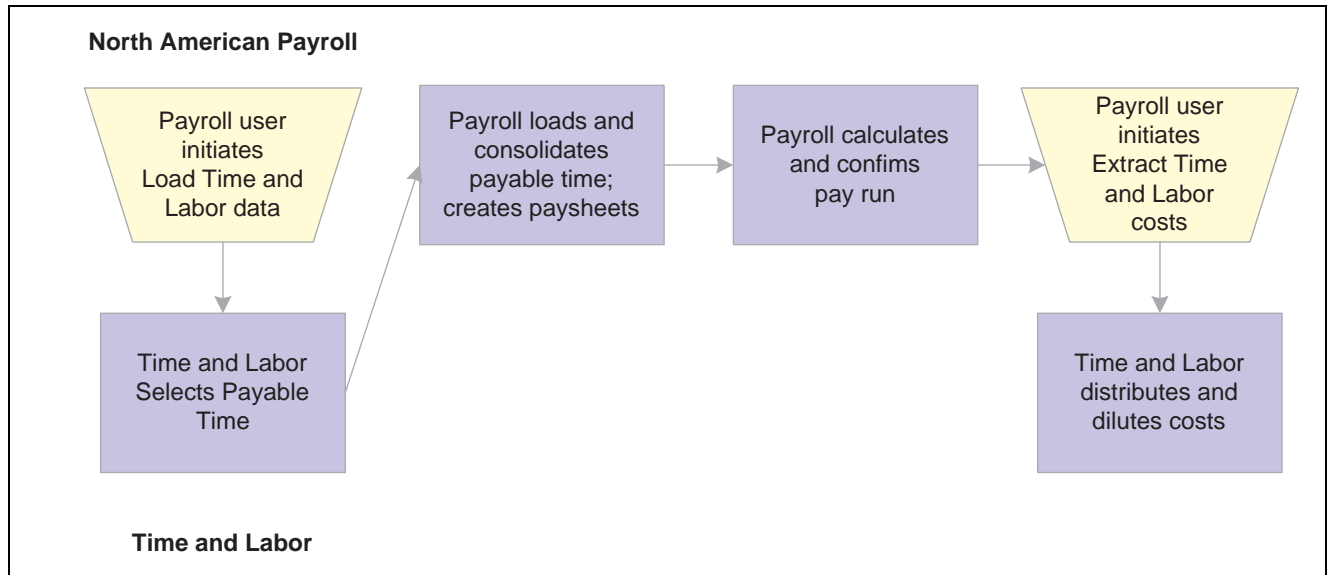 North American Payroll
Payroll user
initiates
Load Time and
Labor data
Payroll loads and
consolidates
payable time;
creates paysheets
Payroll calculates
and confims
pay run
Payroll user
initiates
Extract Time
and Labor
costs
Time and Labor
Selects Payable
Time
Time and Labor
distributes and
dilutes costs
Time and Labor